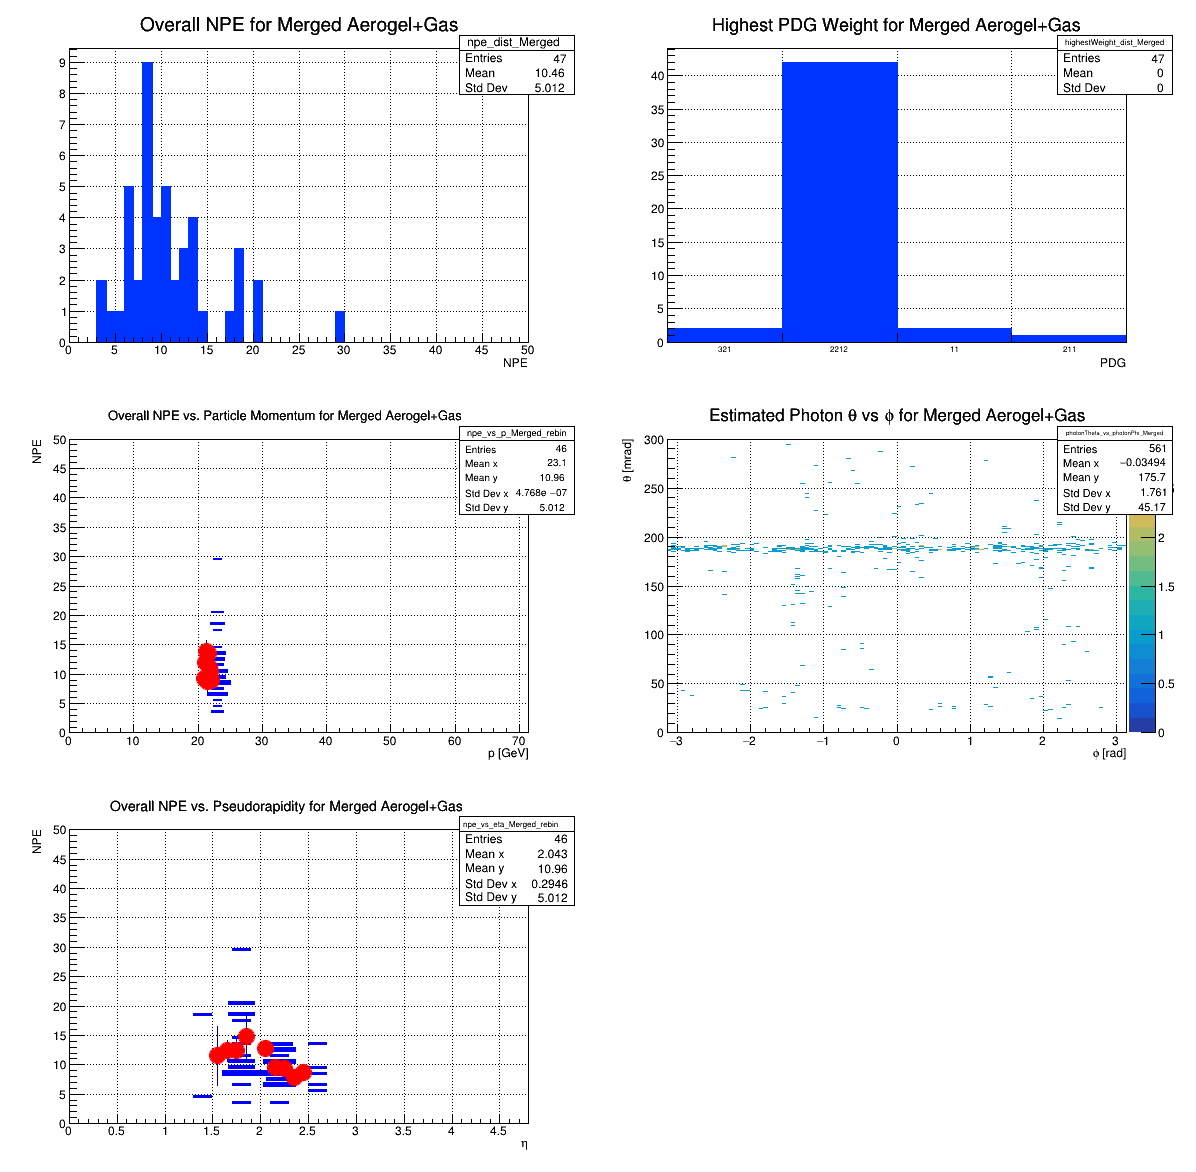 Overall NPE for Merged Aerogel+Gas
npe_dist_Merged
Entries 47
Mean 10.46
Std Dev 5.012
9
8
7
6
5
4
3
2
1
0
0 5 10 15 20 25 30 35 40 45 50
NPE
Highest PDG Weight for Merged Aerogel+Gas
highestWeight_dist_Merged
Entries 47
Mean 0
Std Dev 0
40
35
30
25
20
15
10
5
0
321 2212 11 211
PDG
Overall NPE vs. Particle Momentum for Merged Aerogel+Gas
npe_vs_p_Merged_rebin
Entries 46
Mean x 23.1
Mean y 10.96
Std Dev x 4.768e −07
Std Dev y 5.012
NPE
50
45
40
35
30
25
20
15
10
5
0
0 10 20 30 40 50 60 70
p [GeV]
Estimated Photon θ vs ϕ for Merged Aerogel+Gas
photonTheta_vs_photonPhi_Merged
Entries 561
Mean x −0.03494
Mean y 175.7
Std Dev x 1.761
Std Dev y 45.17
θ [mrad]
300
250
200
150
100
50
0
−3 −2 −1 0 1 2 3
ϕ [rad]
2
1.5
1
0.5
0
Overall NPE vs. Pseudorapidity for Merged Aerogel+Gas
npe_vs_eta_Merged_rebin
Entries 46
Mean x 2.043
Mean y 10.96
Std Dev x 0.2946
Std Dev y 5.012
NPE
50
45
40
35
30
25
20
15
10
5
0
0 0.5 1 1.5 2 2.5 3 3.5 4 4.5
η